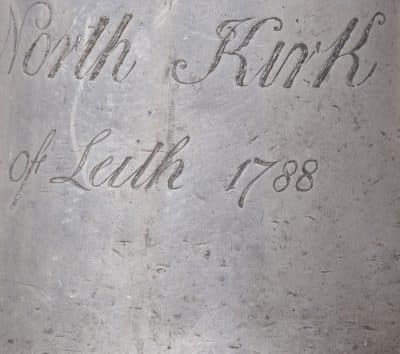 North Kirk
of Leith 1788